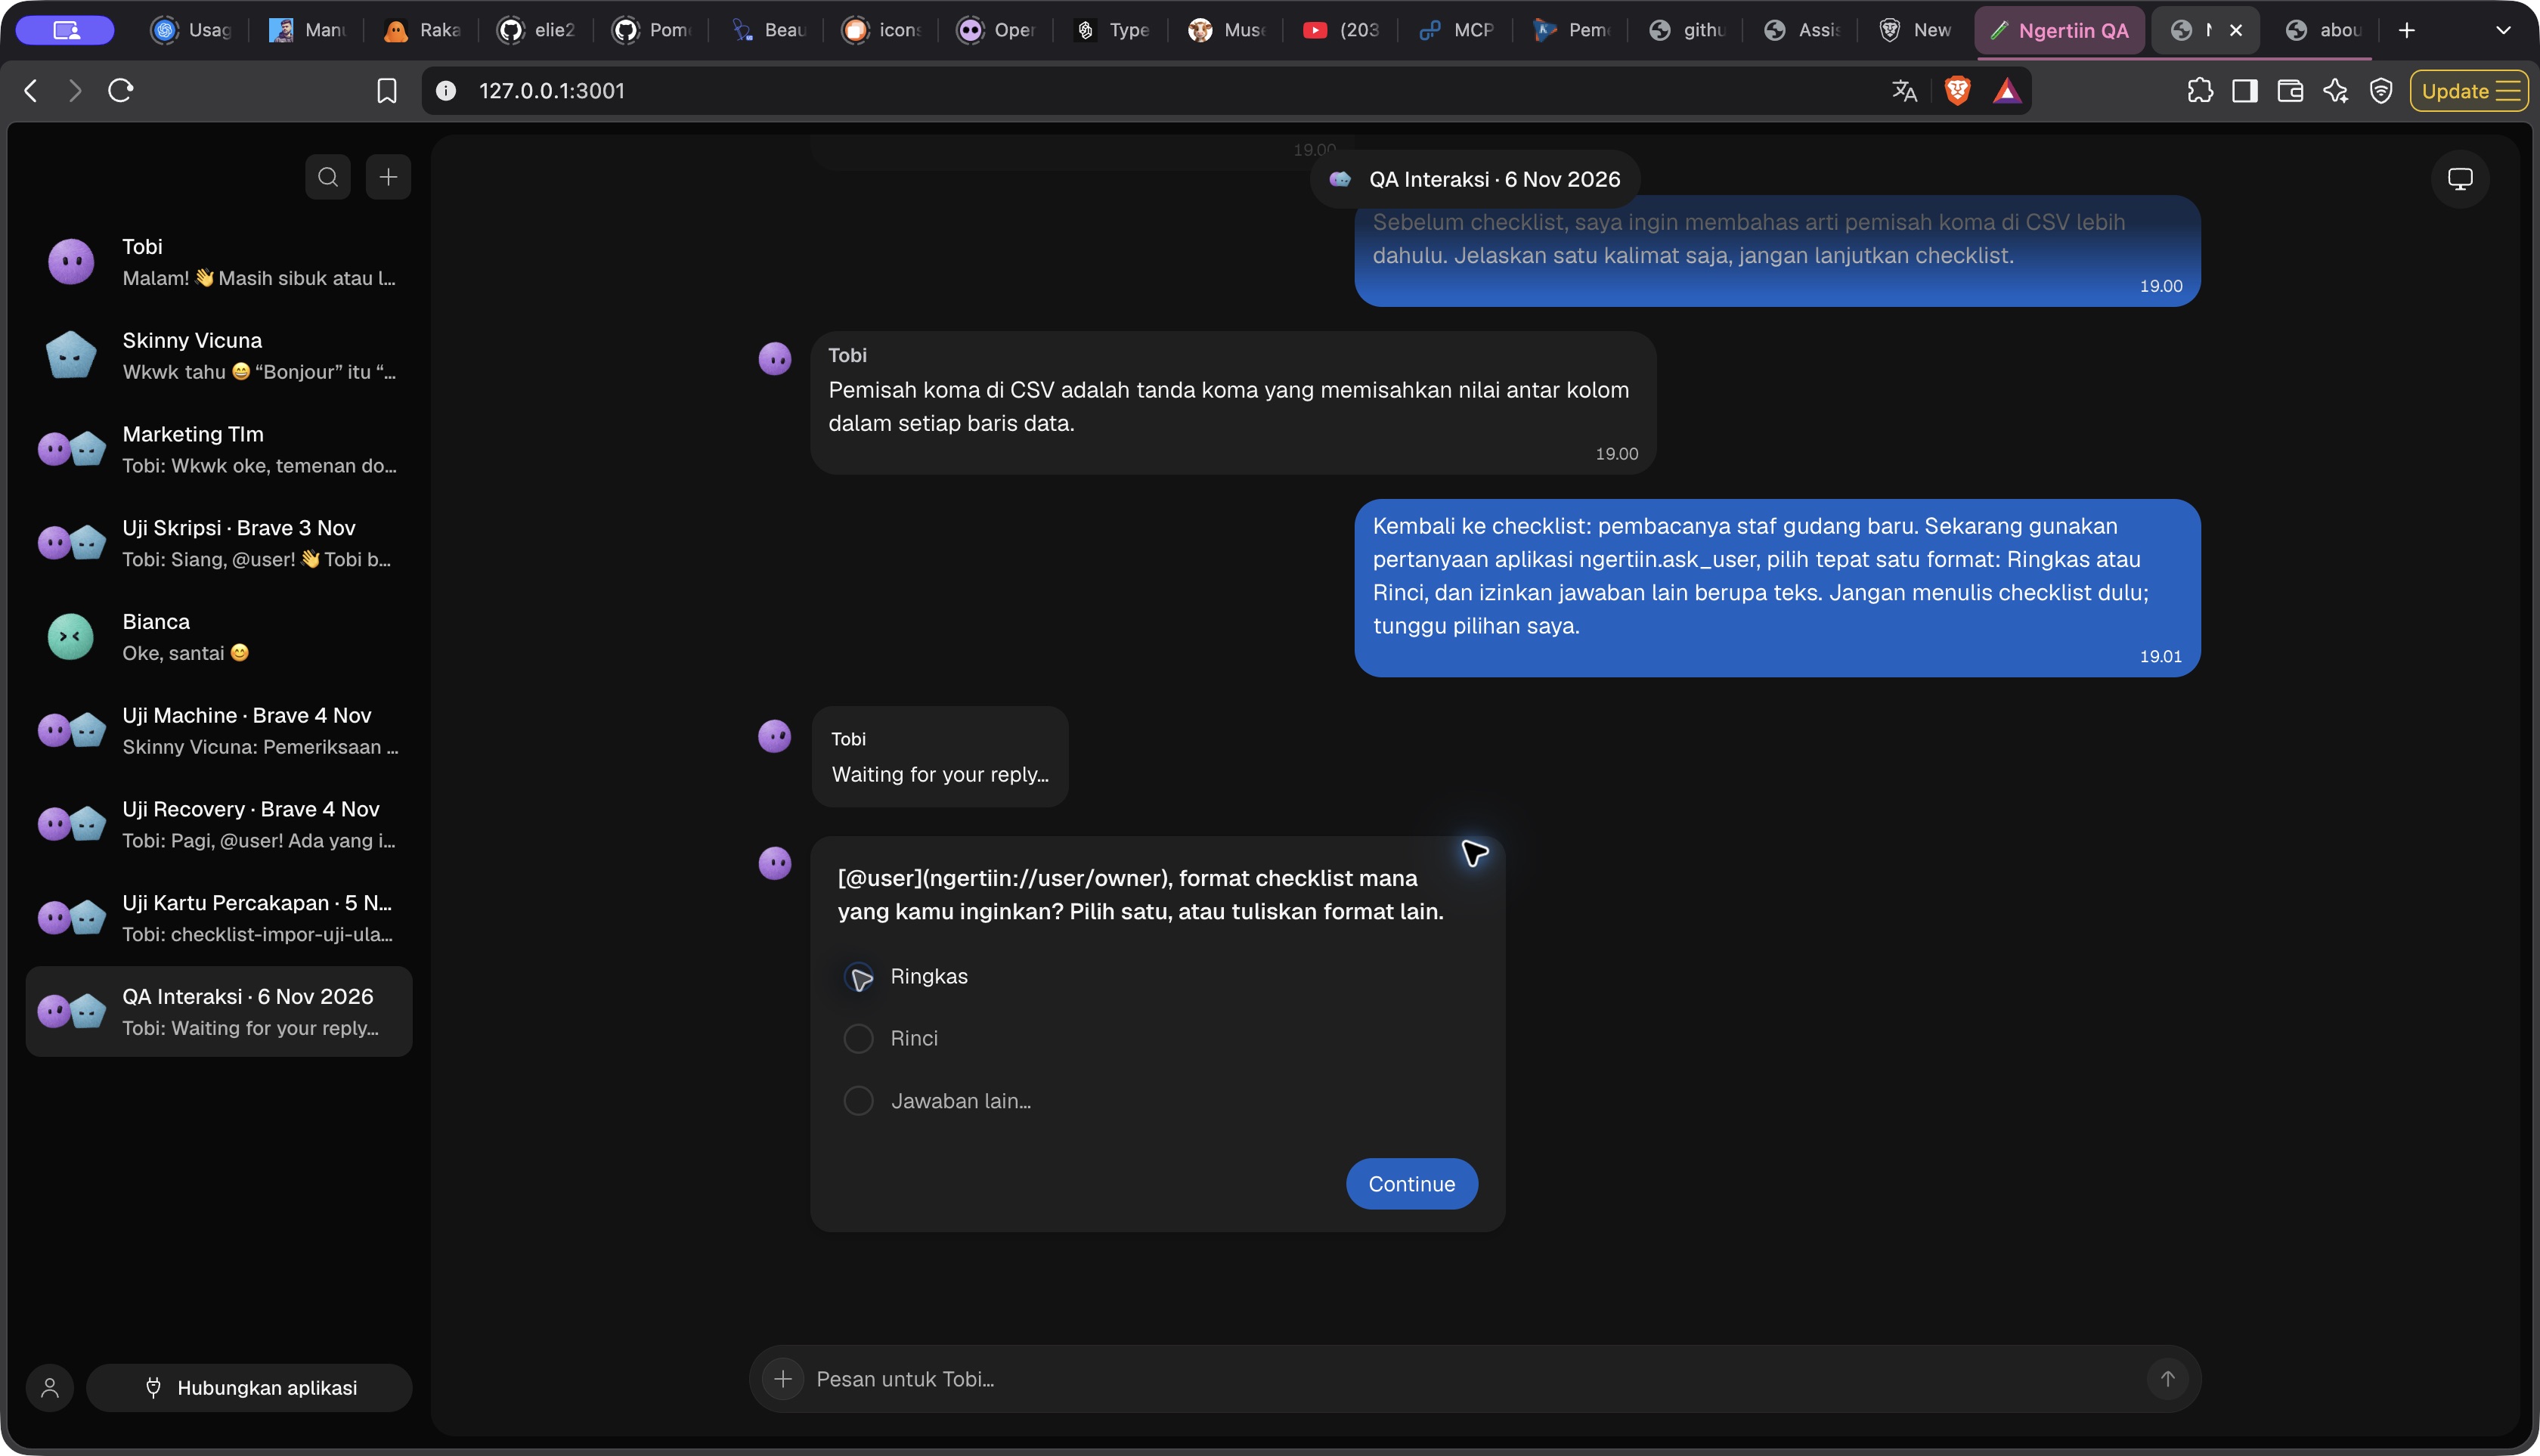 Usag
Manu
Raka
elie2
Pom
Beau
icon
Oper
Type
Muse
(203
MCP
Peme
githu
Assis
New
Ngertiin QA
abou
127.0.0.1:3001
Update
Tobi
Malam! 👋 Masih sibuk atau l...
Skinny Vicuna
Wkwk tahu 😄 “Bonjour” itu “...
Marketing TIm
Tobi: Wkwk oke, temenan do...
Uji Skripsi · Brave 3 Nov
Tobi: Siang, @user! 👋 Tobi b...
Bianca
Oke, santai 😊
Uji Machine · Brave 4 Nov
Skinny Vicuna: Pemeriksaan ...
Uji Recovery · Brave 4 Nov
Tobi: Pagi, @user! Ada yang i...
Uji Kartu Percakapan · 5 N...
Tobi: checklist-impor-uji-ula...
QA Interaksi · 6 Nov 2026
Tobi: Waiting for your reply...
Hubungkan aplikasi
19.00
QA Interaksi · 6 Nov 2026
Sebelum checklist, saya ingin membahas arti pemisah koma di CSV lebih
dahulu. Jelaskan satu kalimat saja, jangan lanjutkan checklist.
19.00
Tobi
Pemisah koma di CSV adalah tanda koma yang memisahkan nilai antar kolom
dalam setiap baris data.
19.00
Kembali ke checklist: pembacanya staf gudang baru. Sekarang gunakan
pertanyaan aplikasi ngertiin.ask_user, pilih tepat satu format: Ringkas atau
Rinci, dan izinkan jawaban lain berupa teks. Jangan menulis checklist dulu;
tunggu pilihan saya.
19.01
Tobi
Waiting for your reply...
[@user](ngertiin://user/owner), format checklist mana
yang kamu inginkan? Pilih satu, atau tuliskan format lain.
Ringkas
Rinci
Jawaban lain...
Continue
Pesan untuk Tobi...